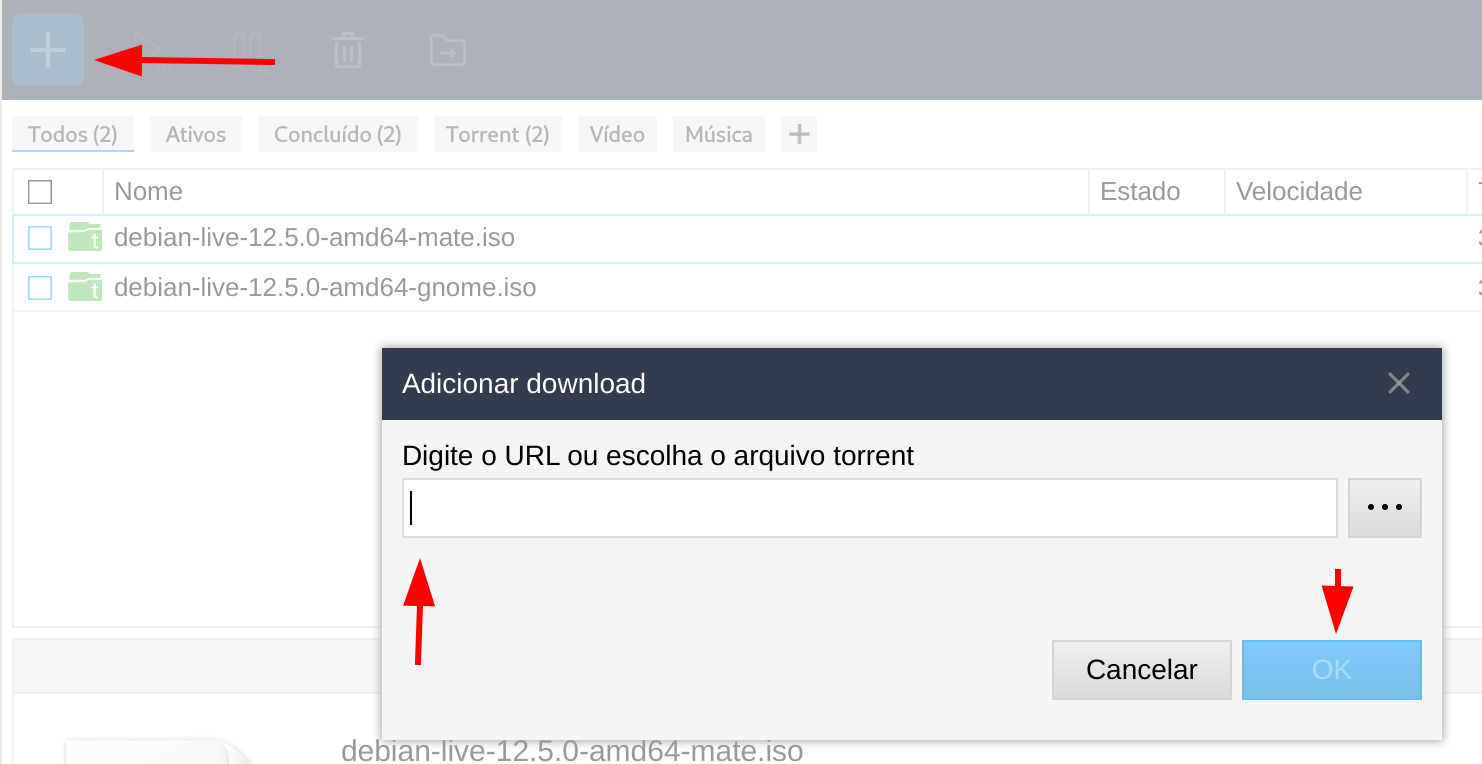 Todos (2) Ativos Concluído (2) Torrent (2) Vídeo Música +
Nome Estado Velocidade
debian-live-12.5.0-amd64-mate.iso
debian-live-12.5.0-amd64-gnome.iso
Adicionar download
Digite o URL ou escolha o arquivo torrent
Cancelar OK
debian-live-12.5.0-amd64-mate.iso